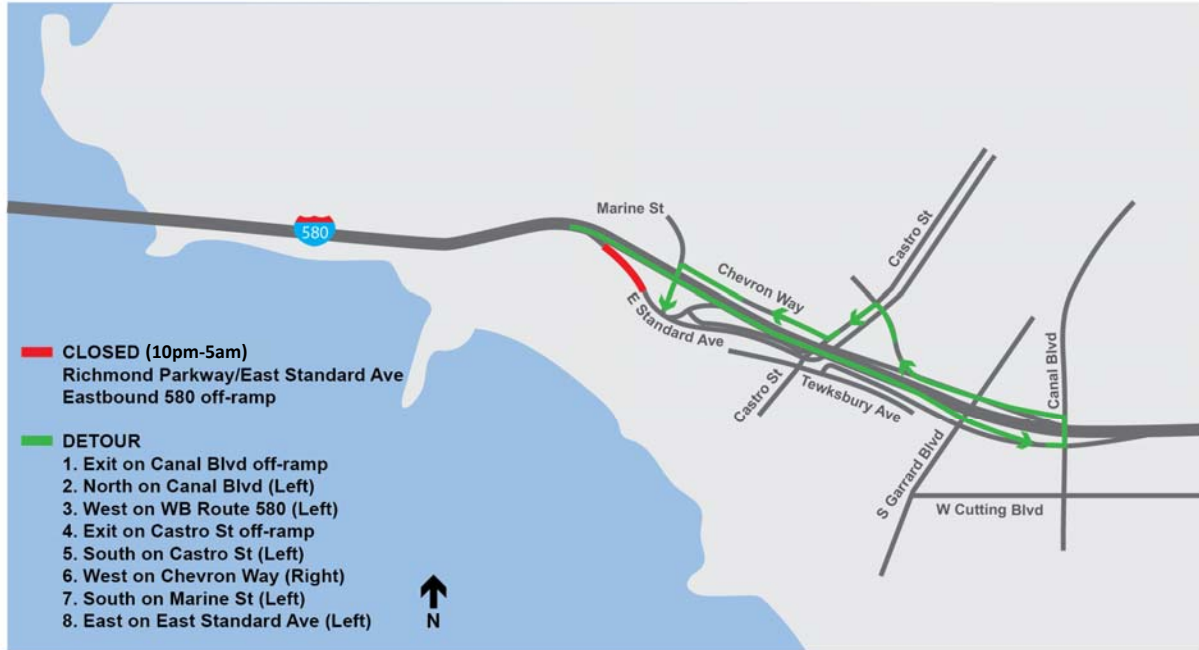 Marine St
Castro St
580
Chevron Way
E Standard Ave
Canal Blvd
CLOSED (10pm-5am)
Richmond Parkway/East Standard Ave
Eastbound 580 off-ramp
Castro St
Tewksbury Ave
S Garrard Blvd
W Cutting Blvd
DETOUR
1. Exit on Canal Blvd off-ramp
2. North on Canal Blvd (Left)
3. West on WB Route 580 (Left)
4. Exit on Castro St off-ramp
5. South on Castro St (Left)
6. West on Chevron Way (Right)
7. South on Marine St (Left)
8. East on East Standard Ave (Left)
N